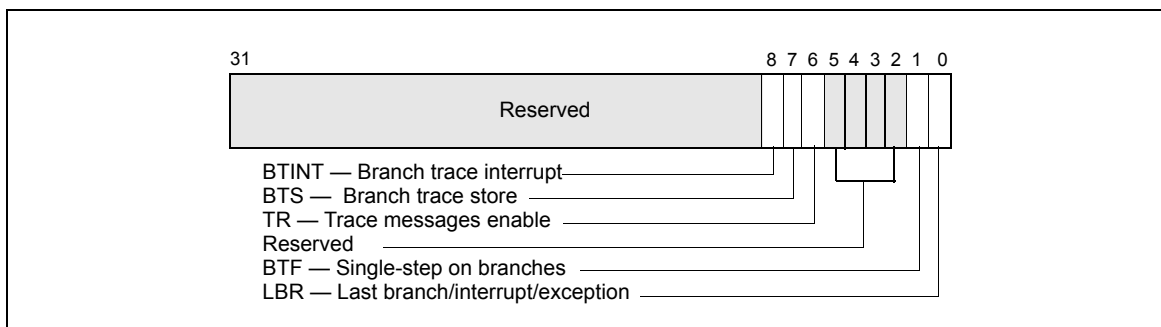 31 8 7 6 5 4 3 2 1 0
Reserved
BTINT — Branch trace interrupt
BTS — Branch trace store
TR — Trace messages enable
Reserved
BTF — Single-step on branches
LBR — Last branch/interrupt/exception